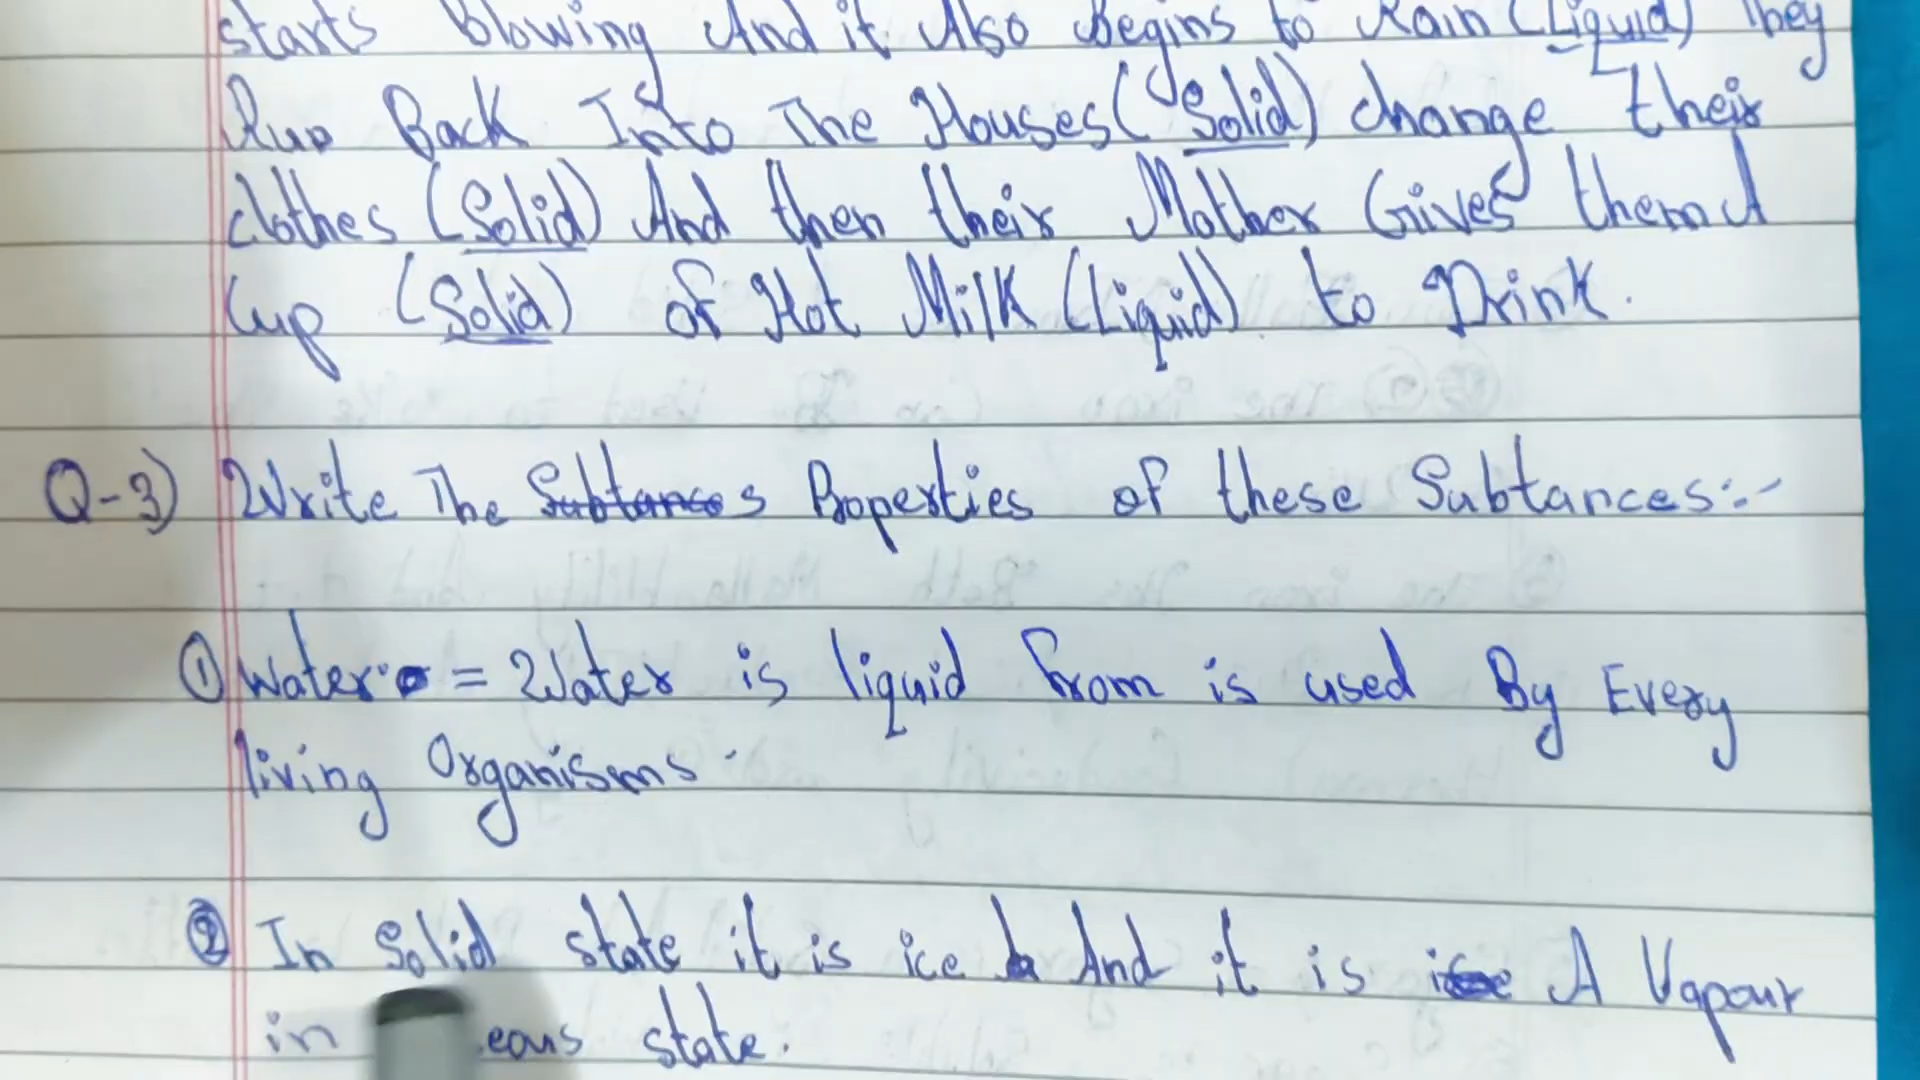 starts Blowing And it Also Begins to Rain (Liquid) They
Run Back Into The Houses (Solid) change their
clothes (Solid) And then their Mother Gives them A
Cup (Solid) of Hot Milk (Liquid) to Drink.
Q-3) Write The Subtances Properties of these Subtances:-
① Water = Water is liquid from is used By Every
living Organisms.
② In Solid state it is ice And it is A Vapour
in eous state.